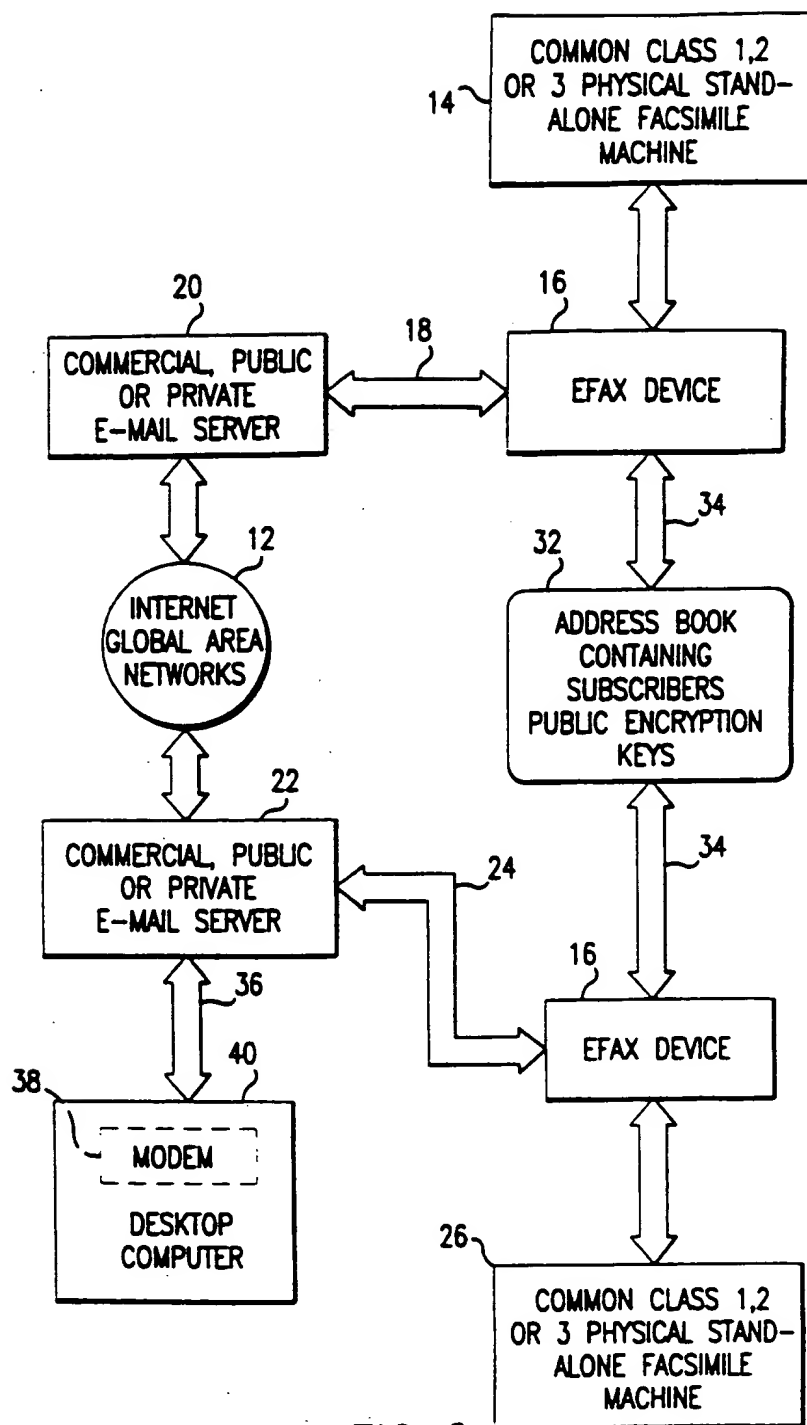 COMMON CLASS 1,2
OR 3 PHYSICAL STAND-
ALONE FACSIMILE
MACHINE
14
20
COMMERCIAL, PUBLIC
OR PRIVATE
E-MAIL SERVER
18
16
EFAX DEVICE
34
12
INTERNET
GLOBAL AREA
NETWORKS
32
ADDRESS BOOK
CONTAINING
SUBSCRIBERS
PUBLIC ENCRYPTION
KEYS
22
COMMERCIAL, PUBLIC
OR PRIVATE
E-MAIL SERVER
24
34
36
16
EFAX DEVICE
38
40
MODEM
DESKTOP
COMPUTER
26
COMMON CLASS 1,2
OR 3 PHYSICAL STAND-
ALONE FACSIMILE
MACHINE